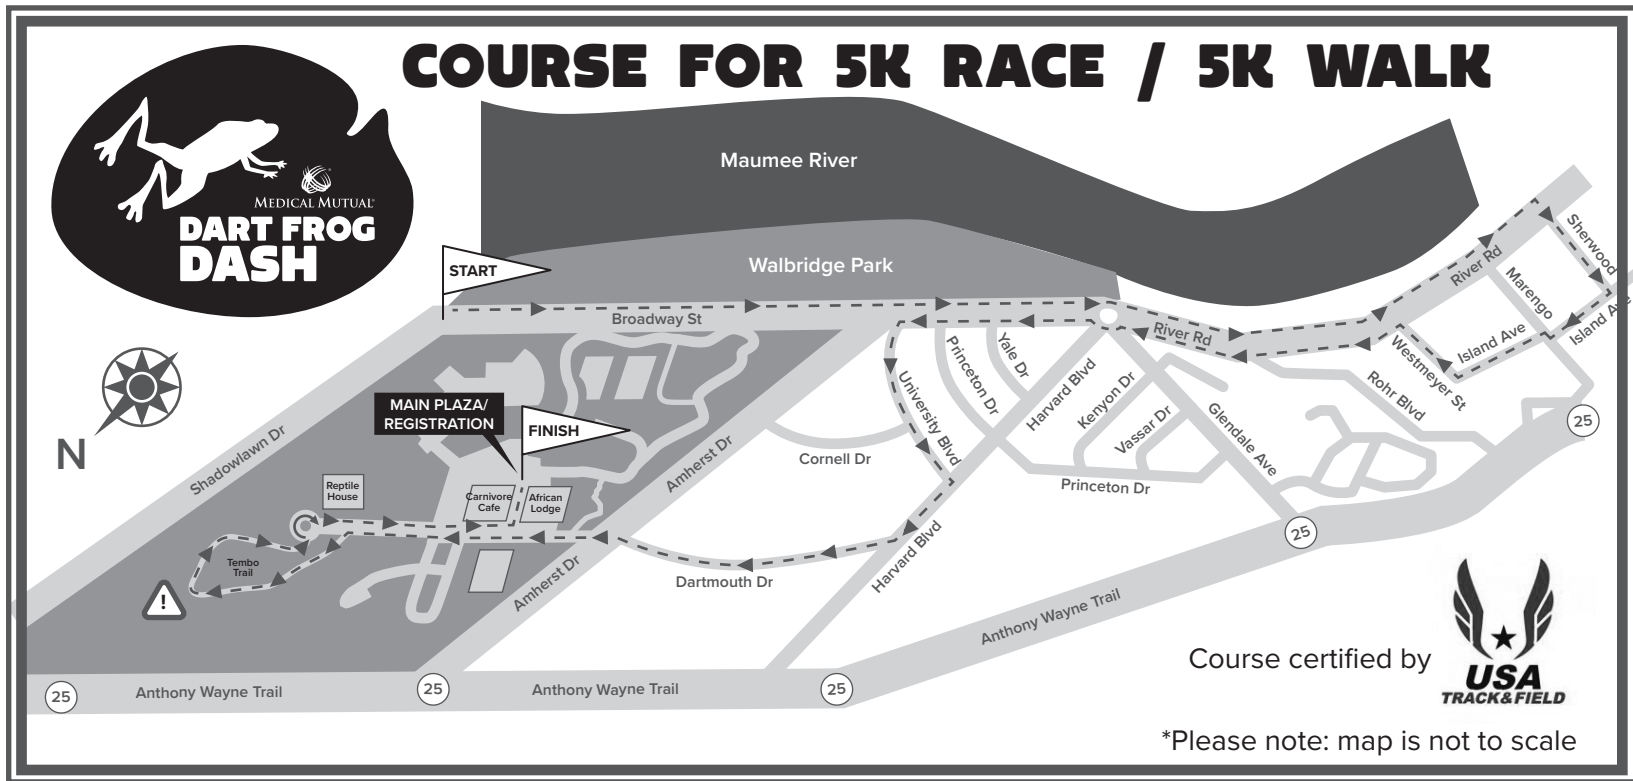 COURSE FOR 5K RACE / 5K WALK
MEDICAL MUTUAL®
DART FROG
DASH
Maumee River
Walbridge Park
START
Broadway St
River Rd
River Rd
Sherwood
Marengo
Island Ave
Island Ave
Westmeyer St
Rohr Blvd
25
Yale Dr
Princeton Dr
University Blvd
Harvard Blvd
Kenyon Dr
Vassar Dr
Glendale Ave
Princeton Dr
25
N
Shadowlawn Dr
MAIN PLAZA/
REGISTRATION
FINISH
Amherst Dr
Cornell Dr
Reptile
House
Carnivore
Cafe
African
Lodge
Tembo
Trail
!
Amherst Dr
Dartmouth Dr
Harvard Blvd
Anthony Wayne Trail
25
Anthony Wayne Trail
25
Anthony Wayne Trail
25
Course certified by
USA
TRACK&FIELD
*Please note: map is not to scale